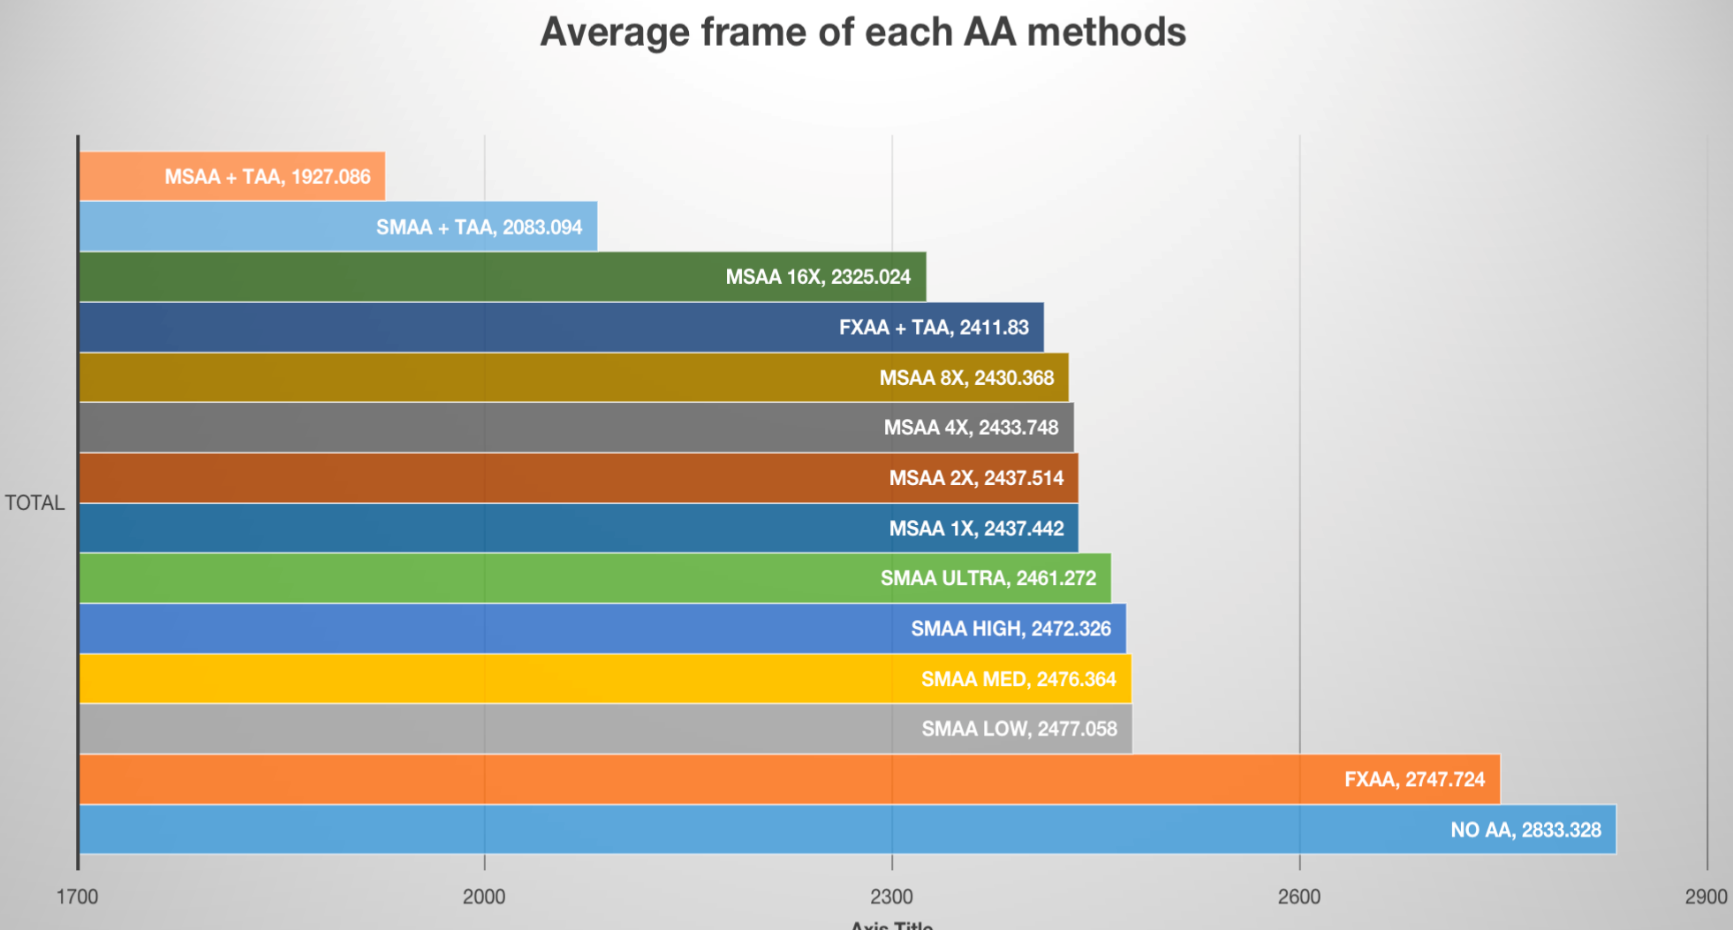 Average frame of each AA methods
MSAA + TAA, 1927.086
SMAA + TAA, 2083.094
MSAA 16X, 2325.024
FXAA + TAA, 2411.83
MSAA 8X, 2430.368
MSAA 4X, 2433.748
MSAA 2X, 2437.514
TOTAL
MSAA 1X, 2437.442
SMAA ULTRA, 2461.272
SMAA HIGH, 2472.326
SMAA MED, 2476.364
SMAA LOW, 2477.058
FXAA, 2747.724
NO AA, 2833.328
1700 2000 2300 2600 2900
Axis Title